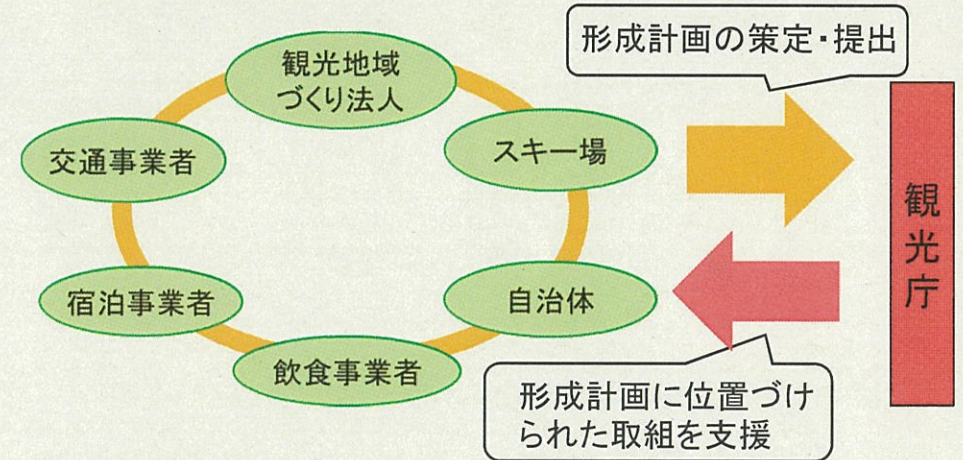 形成計画の策定・提出
観光地域
づくり法人
スキー場
交通事業者
観光庁
宿泊事業者
自治体
飲食事業者
形成計画に位置づけ
られた取組を支援